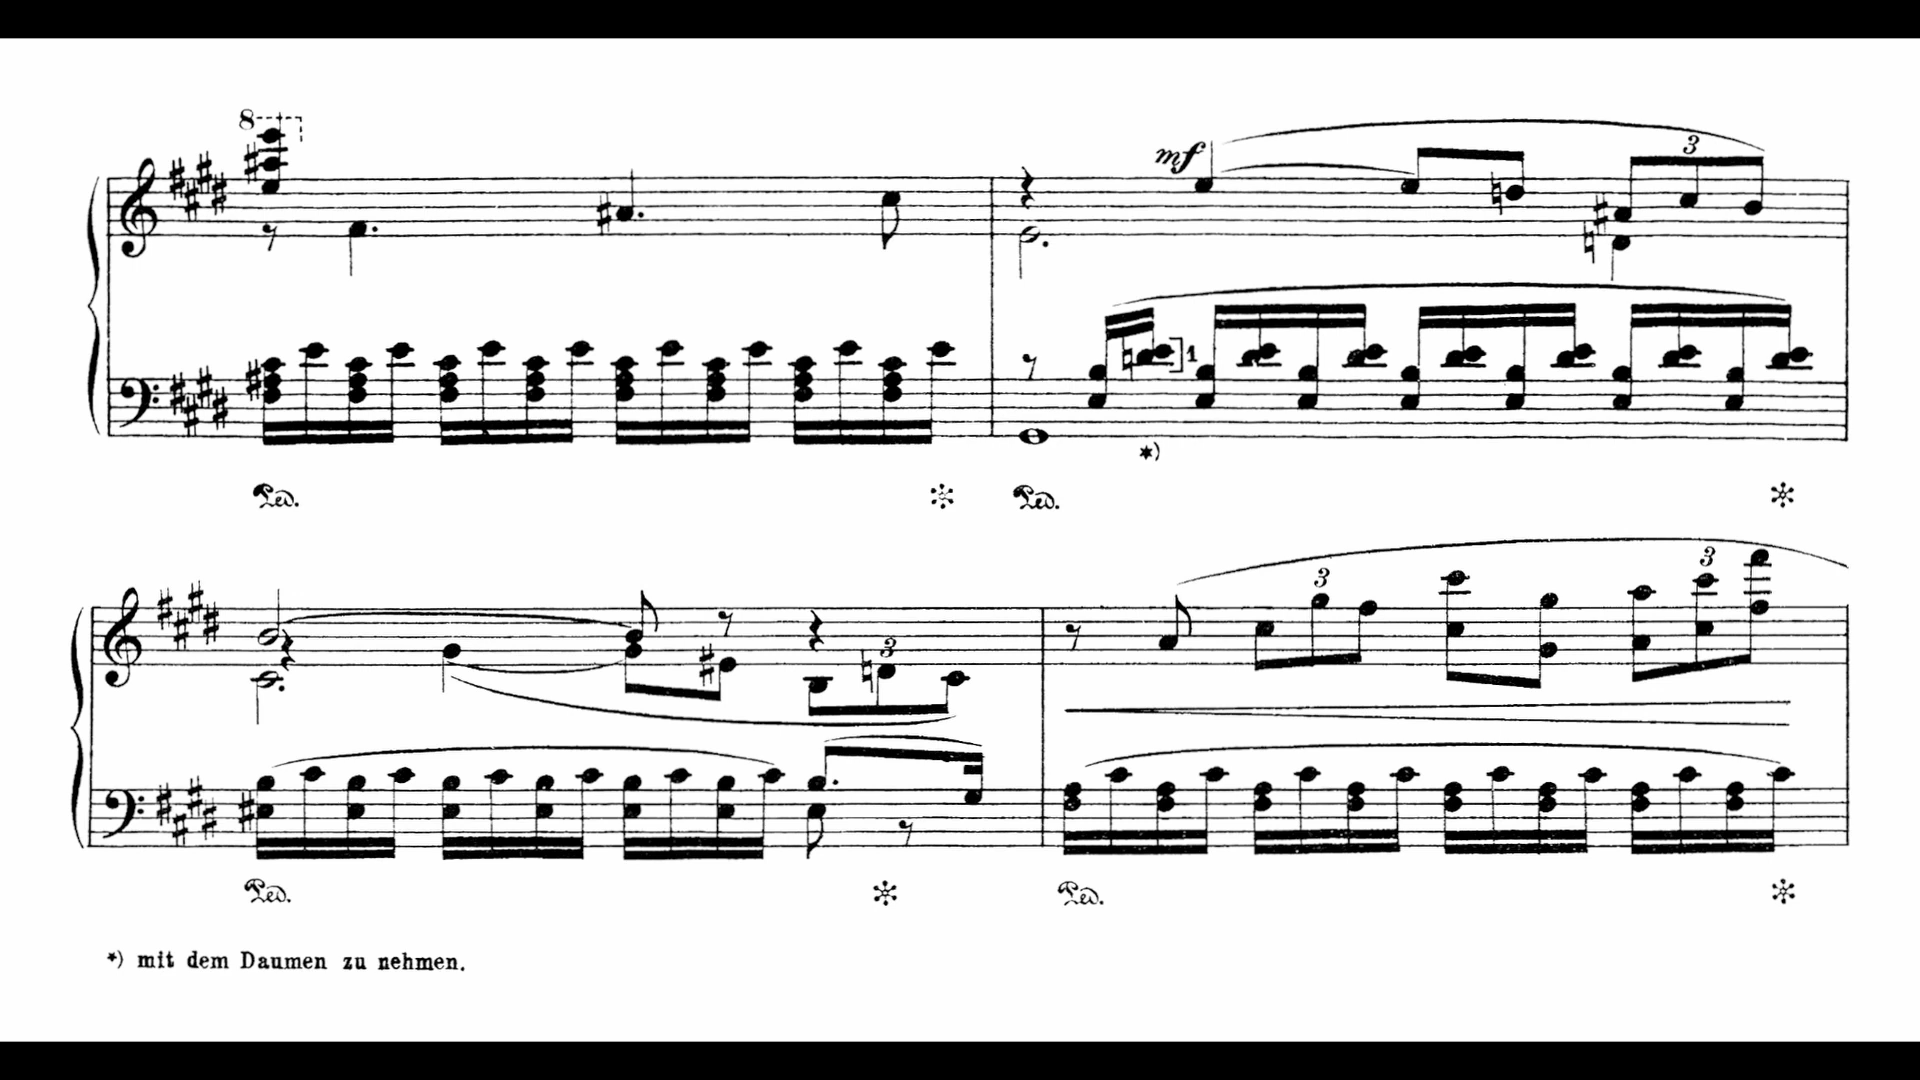 8
mf
3
1
*)
Ped. * Ped. *
3
3 3
Ped. * Ped. *
*) mit dem Daumen zu nehmen.